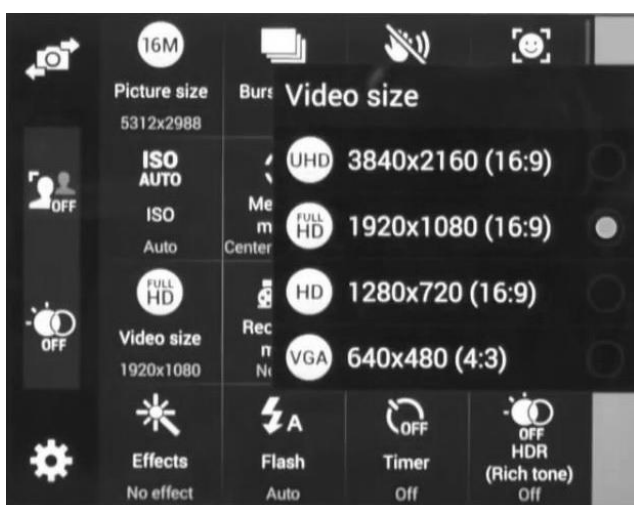 16M
Picture size
5312x2988
Video size
UHD 3840x2160 (16:9)
FULL HD 1920x1080 (16:9)
HD 1280x720 (16:9)
VGA 640x480 (4:3)
OFF
ISO
AUTO
ISO
Auto
Center
FULL
HD
Video size
1920x1080
OFF
Rec
Effects
No effect
A
Flash
Auto
OFF
Timer
Off
OFF
HDR
(Rich tone)
Off